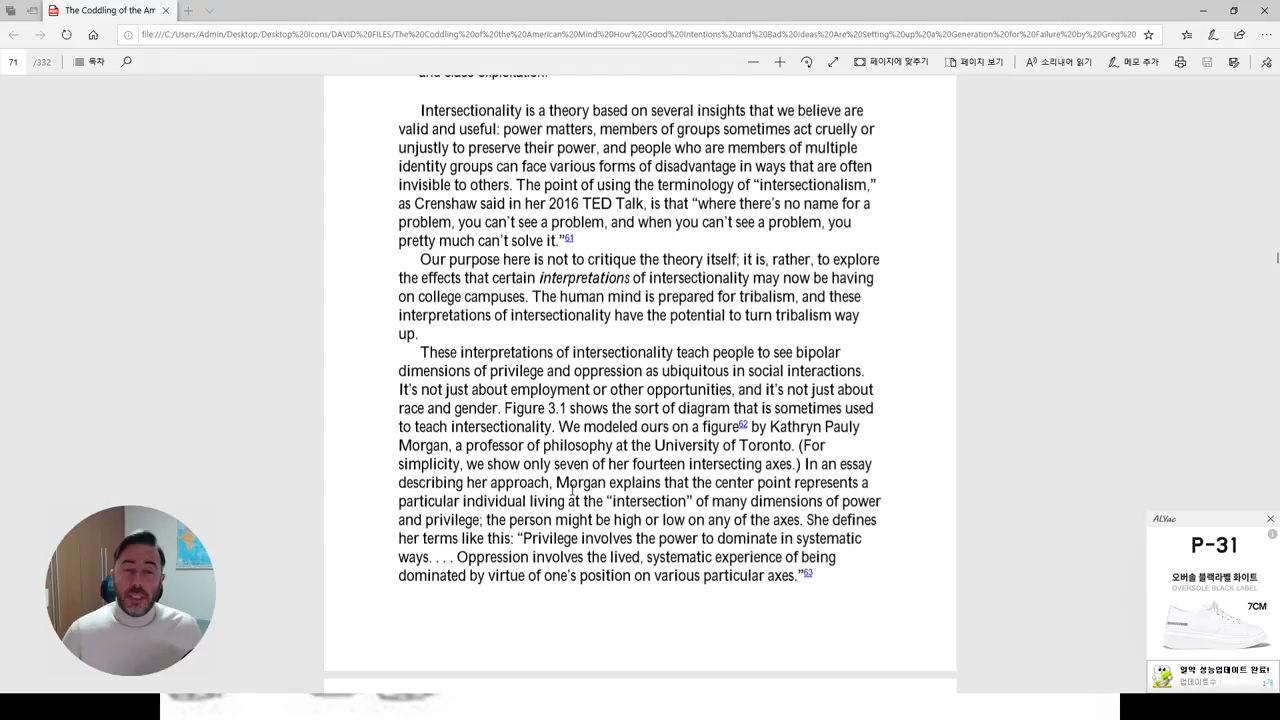 The Coddling of the Am
file:///C:/Users/Admin/Desktop/Desktop%20Icons/DAVID%20FILES/The%20Coddling%20of%20the%20American%20Mind%20How%20Good%20Intentions%20and%20Bad%20Ideas%20Are%20Setting%20up%20a%20Generation%20for%20Failure%20by%20Greg%20
71 /332 목차 페이지에 맞추기 페이지 보기 소리내어 읽기 메모 추가
and class exploitation.
Intersectionality is a theory based on several insights that we believe are
valid and useful: power matters, members of groups sometimes act cruelly or
unjustly to preserve their power, and people who are members of multiple
identity groups can face various forms of disadvantage in ways that are often
invisible to others. The point of using the terminology of “intersectionalism,”
as Crenshaw said in her 2016 TED Talk, is that “where there’s no name for a
problem, you can’t see a problem, and when you can’t see a problem, you
pretty much can’t solve it.”61
Our purpose here is not to critique the theory itself; it is, rather, to explore
the effects that certain interpretations of intersectionality may now be having
on college campuses. The human mind is prepared for tribalism, and these
interpretations of intersectionality have the potential to turn tribalism way
up.
These interpretations of intersectionality teach people to see bipolar
dimensions of privilege and oppression as ubiquitous in social interactions.
It’s not just about employment or other opportunities, and it’s not just about
race and gender. Figure 3.1 shows the sort of diagram that is sometimes used
to teach intersectionality. We modeled ours on a figure62 by Kathryn Pauly
Morgan, a professor of philosophy at the University of Toronto. (For
simplicity, we show only seven of her fourteen intersecting axes.) In an essay
describing her approach, Morgan explains that the center point represents a
particular individual living at the “intersection” of many dimensions of power
and privilege; the person might be high or low on any of the axes. She defines
her terms like this: “Privilege involves the power to dominate in systematic
ways. . . . Oppression involves the lived, systematic experience of being
dominated by virtue of one’s position on various particular axes.”63
ALYac
P-31
오버솔 블랙라벨 화이트
OVERSOLE BLACK LABEL
7CM
알약 성능업데이트 완료!
업데이트수 1개